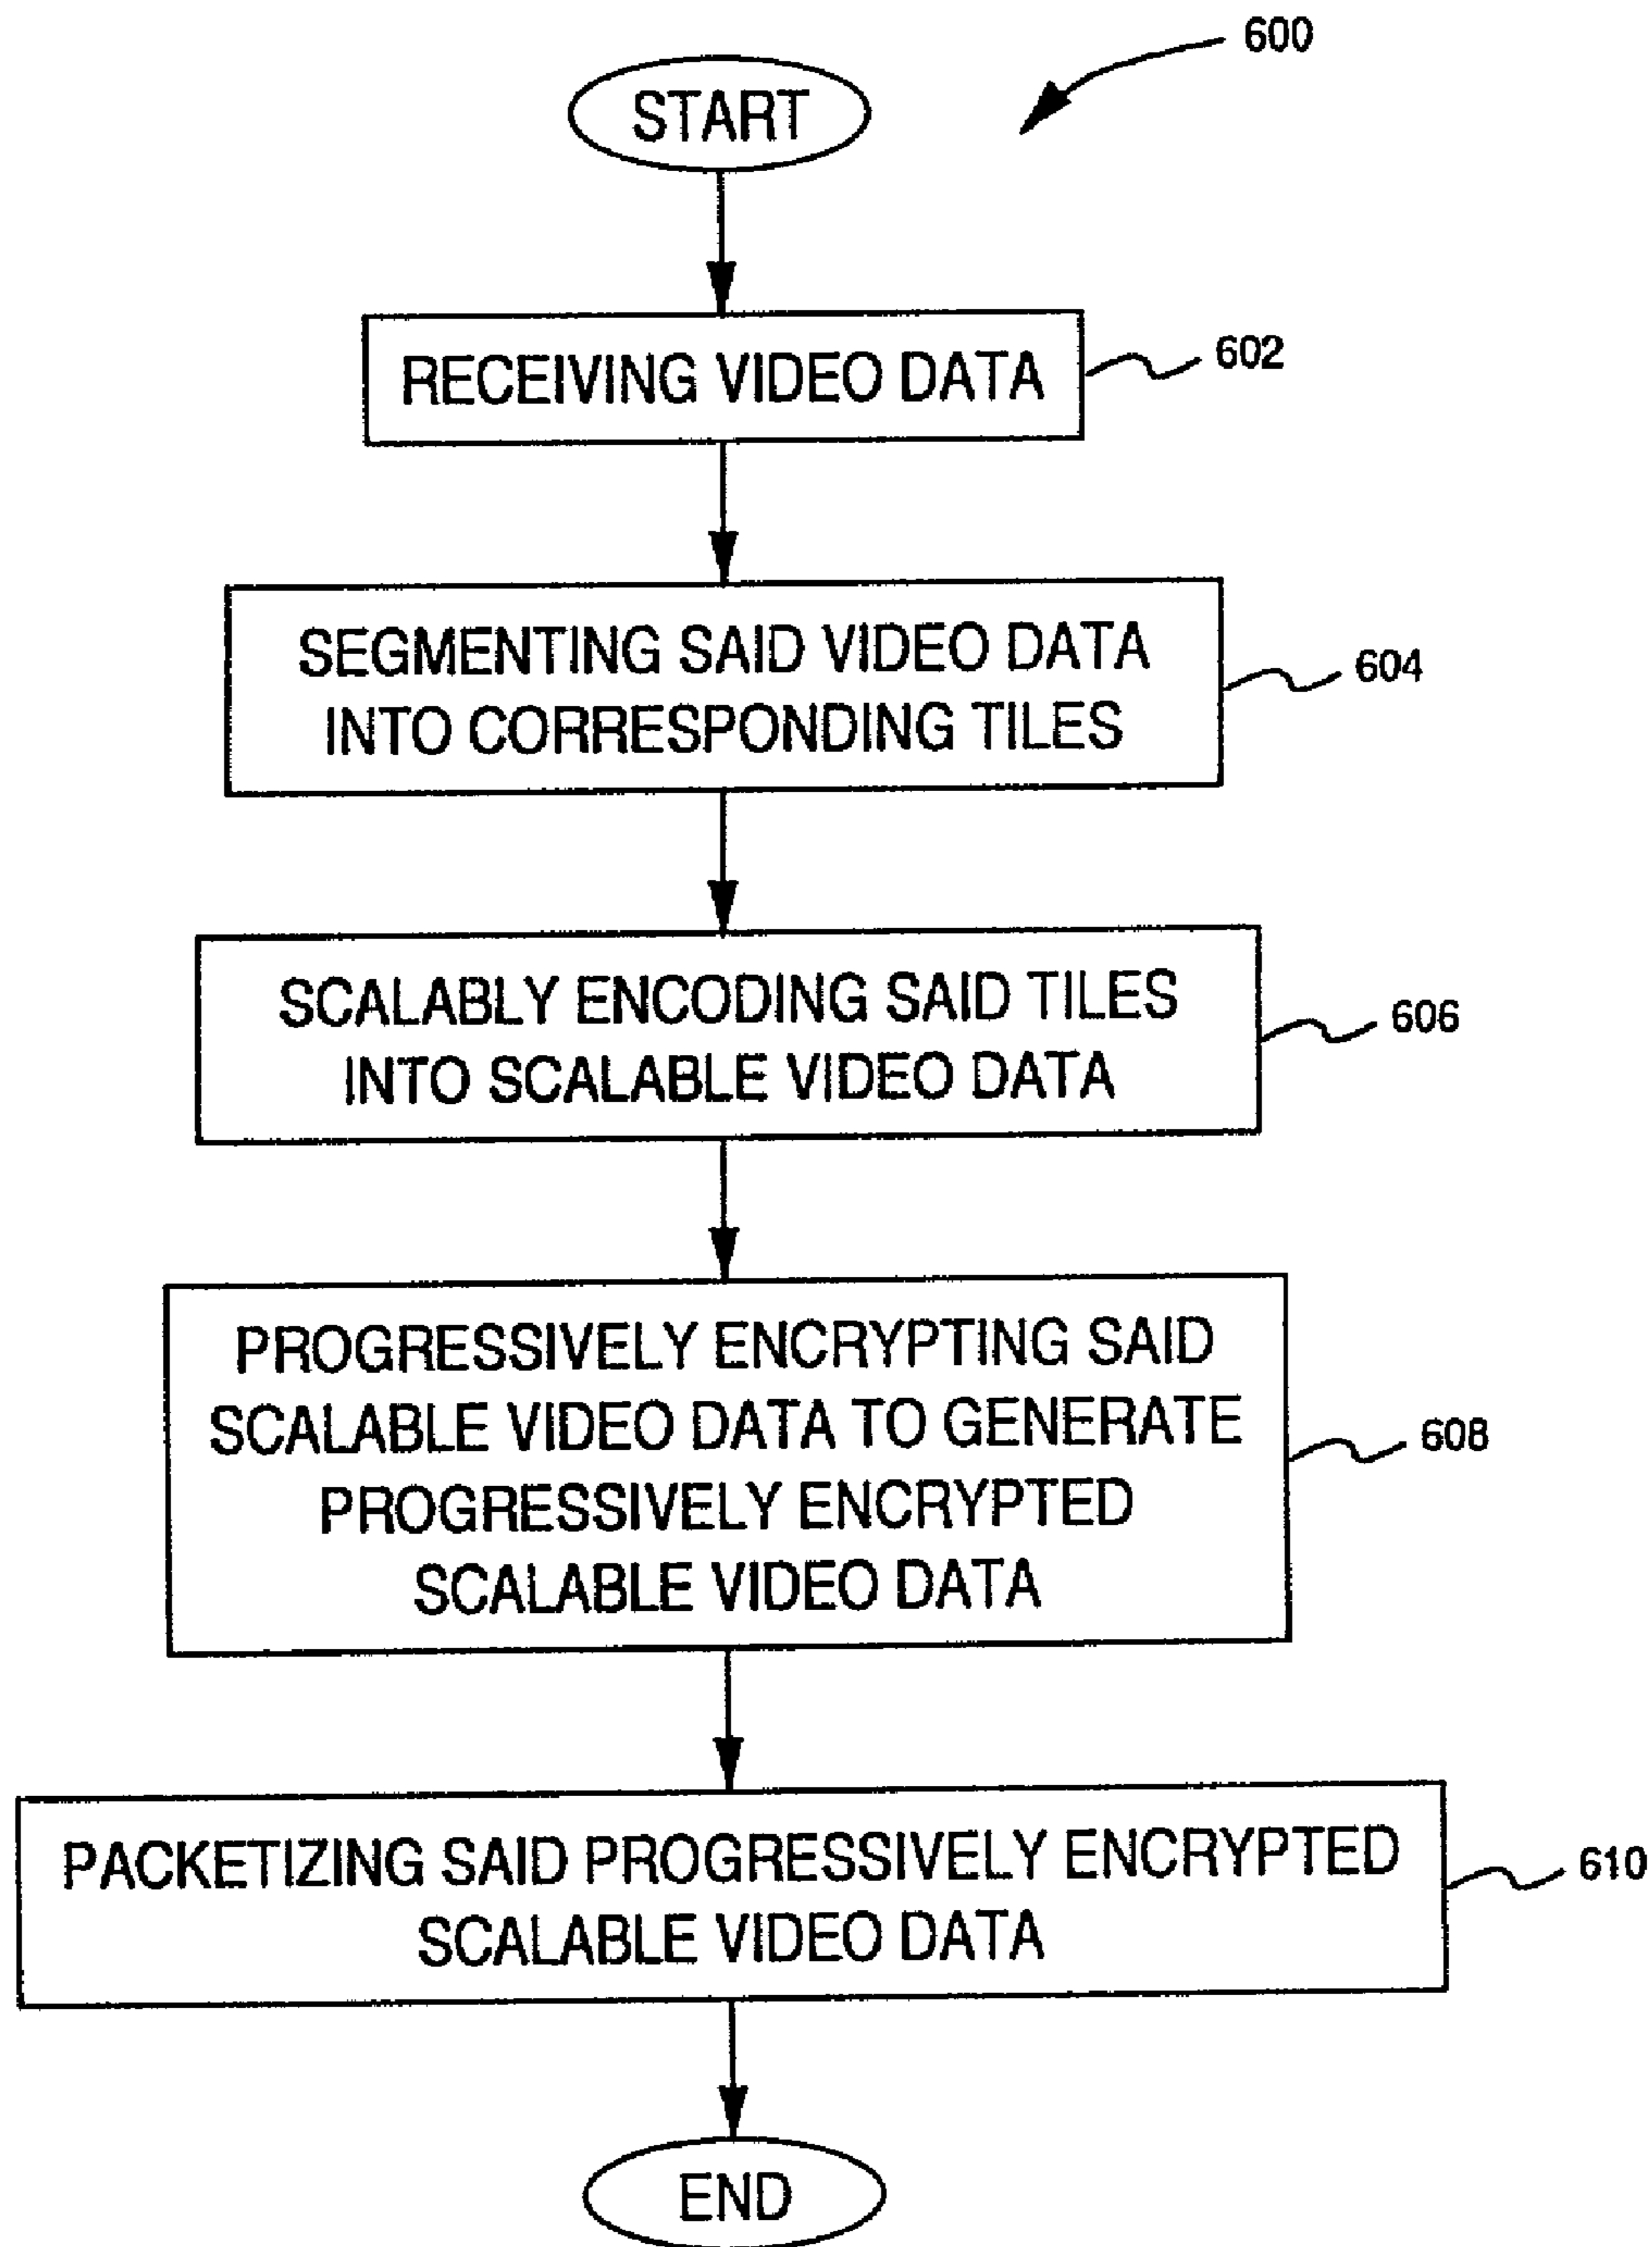 600
START
RECEIVING VIDEO DATA
602
SEGMENTING SAID VIDEO DATA
INTO CORRESPONDING TILES
604
SCALABLY ENCODING SAID TILES
INTO SCALABLE VIDEO DATA
606
PROGRESSIVELY ENCRYPTING SAID
SCALABLE VIDEO DATA TO GENERATE
PROGRESSIVELY ENCRYPTED
SCALABLE VIDEO DATA
608
PACKETIZING SAID PROGRESSIVELY ENCRYPTED
SCALABLE VIDEO DATA
610
END